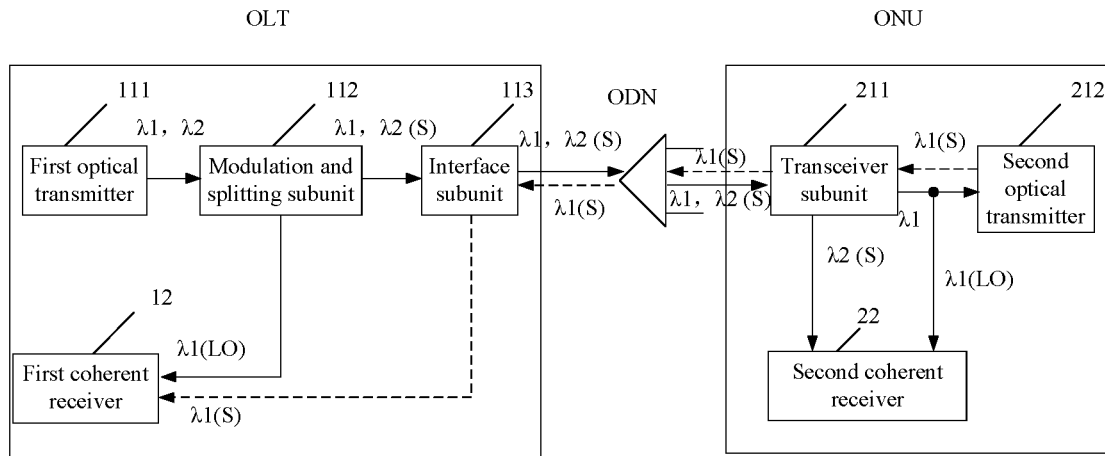 OLT
ONU
ODN
111
112
113
211
212
λ1，λ2
λ1，λ2 (S)
λ1，λ2 (S)
λ1(S)
λ1(S)
First optical
transmitter
Modulation and
splitting subunit
Interface
subunit
Transceiver
subunit
Second
optical
transmitter
λ1(S)
λ1，λ2 (S)
λ1
λ2 (S)
λ1(LO)
12
22
λ1(LO)
First coherent
receiver
λ1(S)
Second coherent
receiver